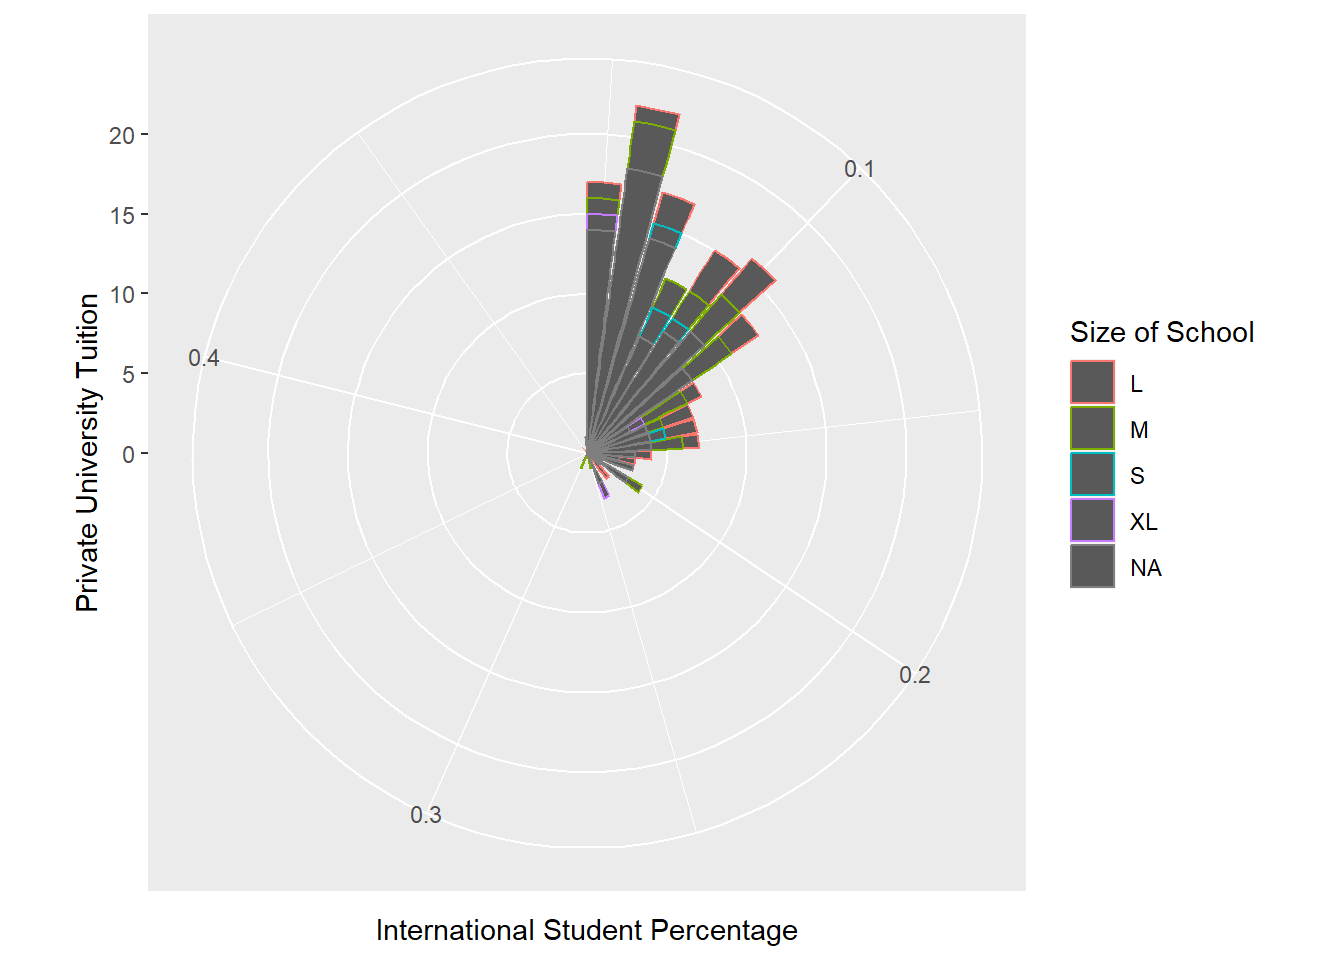 20
15
10
5
0
Private University Tuition
0.1
0.2
0.3
0.4
International Student Percentage
Size of School
L
M
S
XL
NA